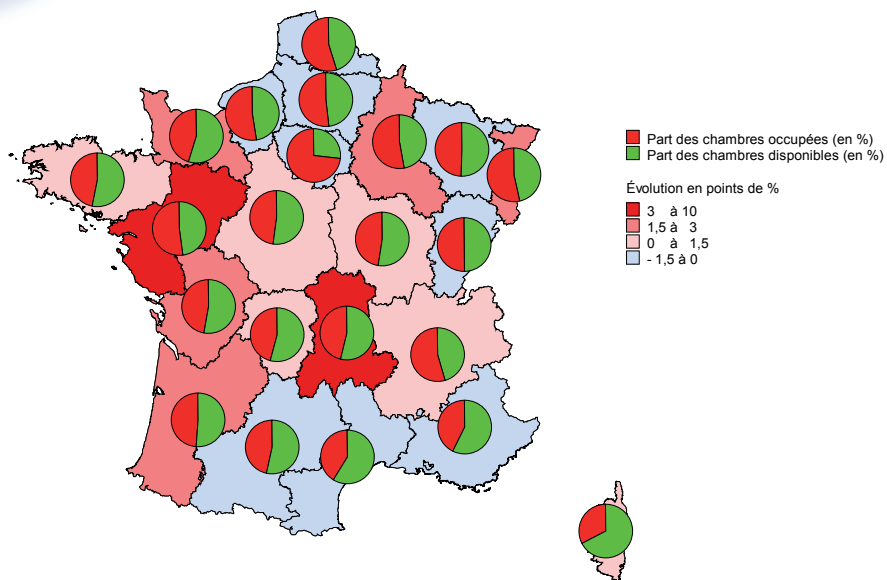 Part des chambres occupées (en %)
Part des chambres disponibles (en %)
Évolution en points de %
3 à 10
1,5 à 3
0 à 1,5
- 1,5 à 0